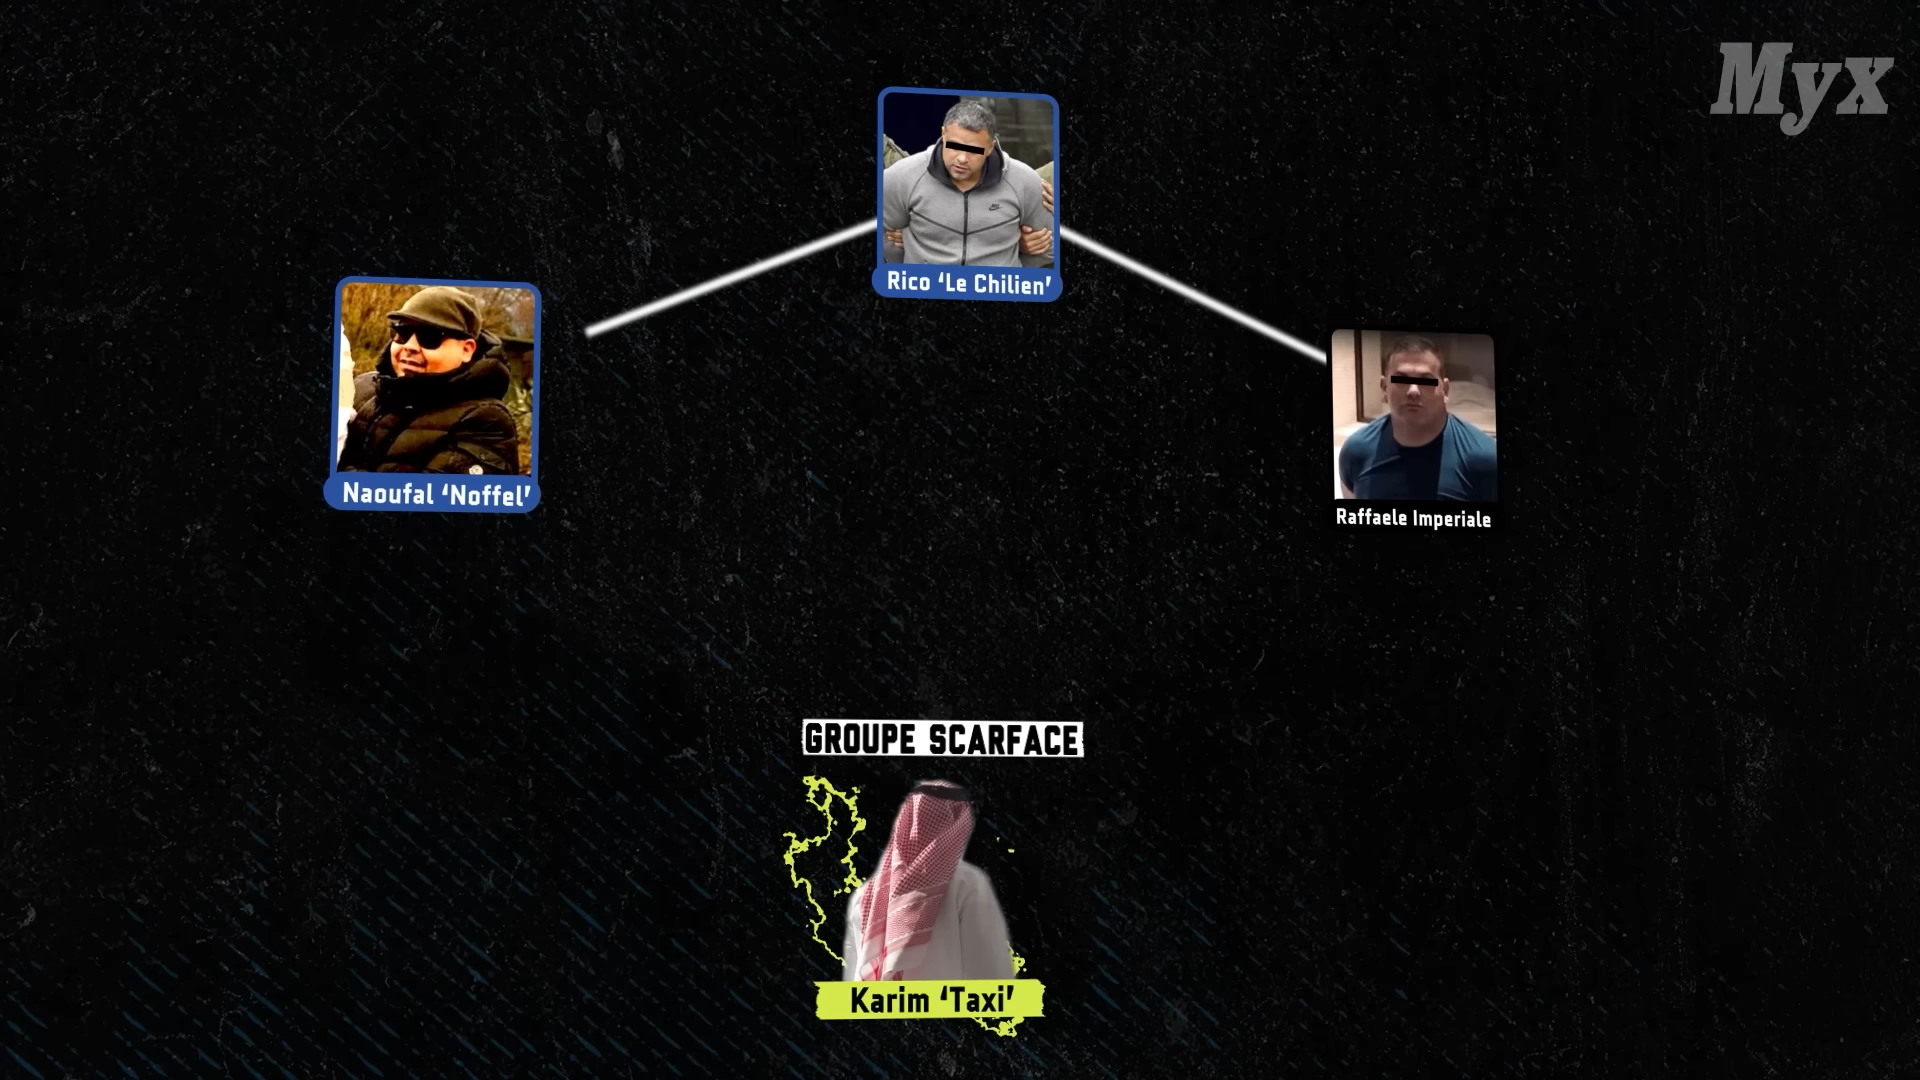 Myx
Rico ‘Le Chilien’
Naoufal ‘Noffel’
Raffaele Imperiale
GROUPE SCARFACE
Karim ‘Taxi’